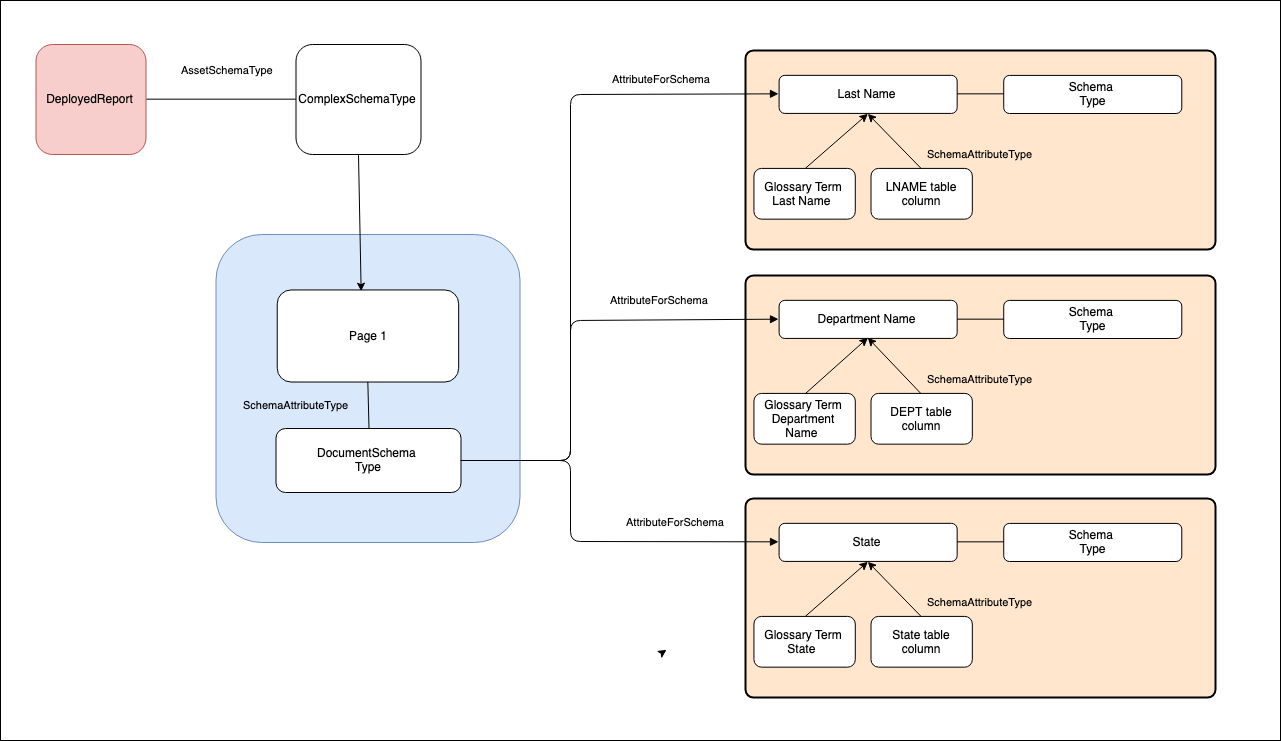 DeployedReport
AssetSchemaType
ComplexSchemaType
Page 1
SchemaAttributeType
DocumentSchema
Type
AttributeForSchema
Last Name
Schema
Type
SchemaAttributeType
Glossary Term
Last Name
LNAME table
column
AttributeForSchema
Department Name
Schema
Type
SchemaAttributeType
Glossary Term
Department
Name
DEPT table
column
AttributeForSchema
State
Schema
Type
SchemaAttributeType
Glossary Term
State
State table
column